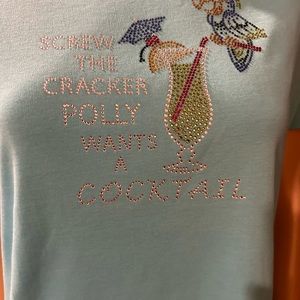 SCREW
THE
CRACKER
POLLY
WANTS
A
COCKTAIL